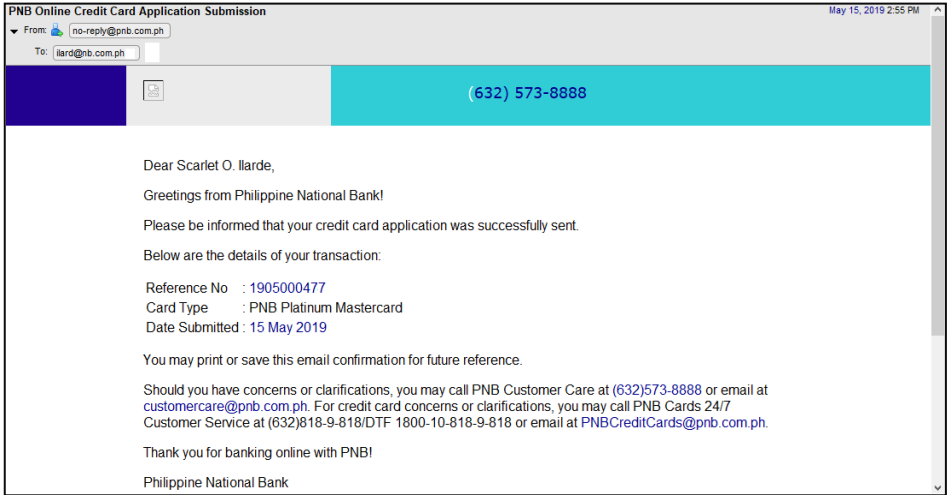 PNB Online Credit Card Application Submission
May 15, 2019 2:55 PM
From: no-reply@pnb.com.ph
To: ilard@nb.com.ph
(632) 573-8888
Dear Scarlet O. Ilarde,
Greetings from Philippine National Bank!
Please be informed that your credit card application was successfully sent.
Below are the details of your transaction:
Reference No : 1905000477
Card Type : PNB Platinum Mastercard
Date Submitted : 15 May 2019
You may print or save this email confirmation for future reference.
Should you have concerns or clarifications, you may call PNB Customer Care at (632)573-8888 or email at
customercare@pnb.com.ph. For credit card concerns or clarifications, you may call PNB Cards 24/7
Customer Service at (632)818-9-818/DTF 1800-10-818-9-818 or email at PNBCreditCards@pnb.com.ph.
Thank you for banking online with PNB!
Philippine National Bank